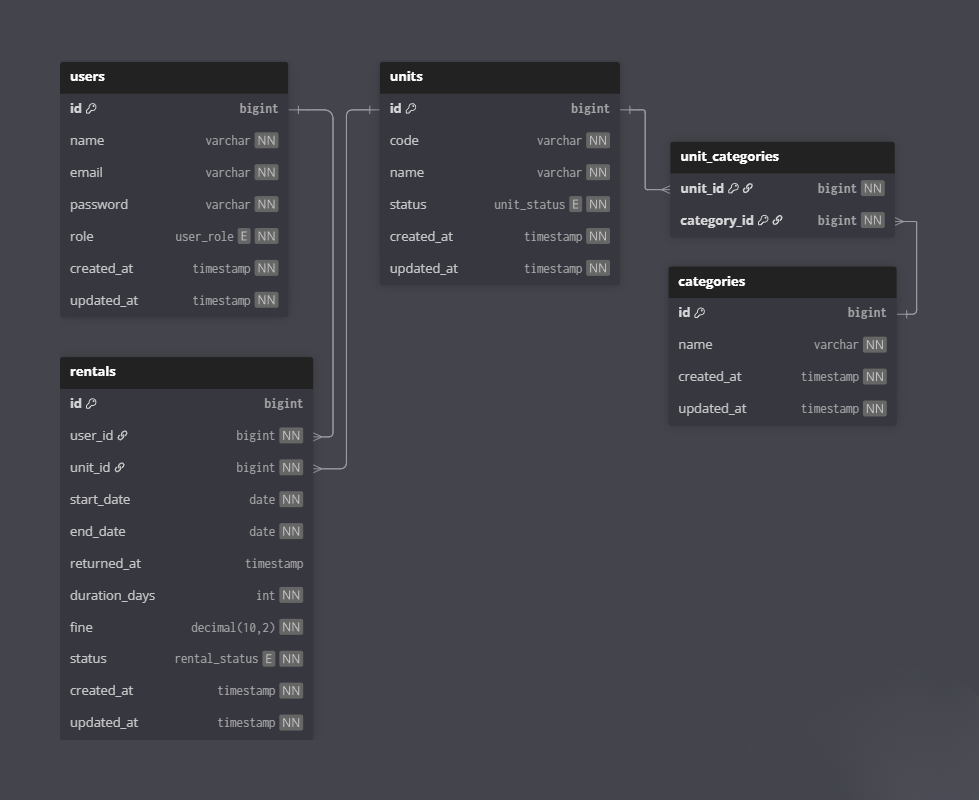 users
id bigint
name varchar NN
email varchar NN
password varchar NN
role user_role E NN
created_at timestamp NN
updated_at timestamp NN
rentals
id bigint
user_id bigint NN
unit_id bigint NN
start_date date NN
end_date date NN
returned_at timestamp
duration_days int NN
fine decimal(10,2) NN
status rental_status E NN
created_at timestamp NN
updated_at timestamp NN
units
id bigint
code varchar NN
name varchar NN
status unit_status E NN
created_at timestamp NN
updated_at timestamp NN
unit_categories
unit_id bigint NN
category_id bigint NN
categories
id bigint
name varchar NN
created_at timestamp NN
updated_at timestamp NN